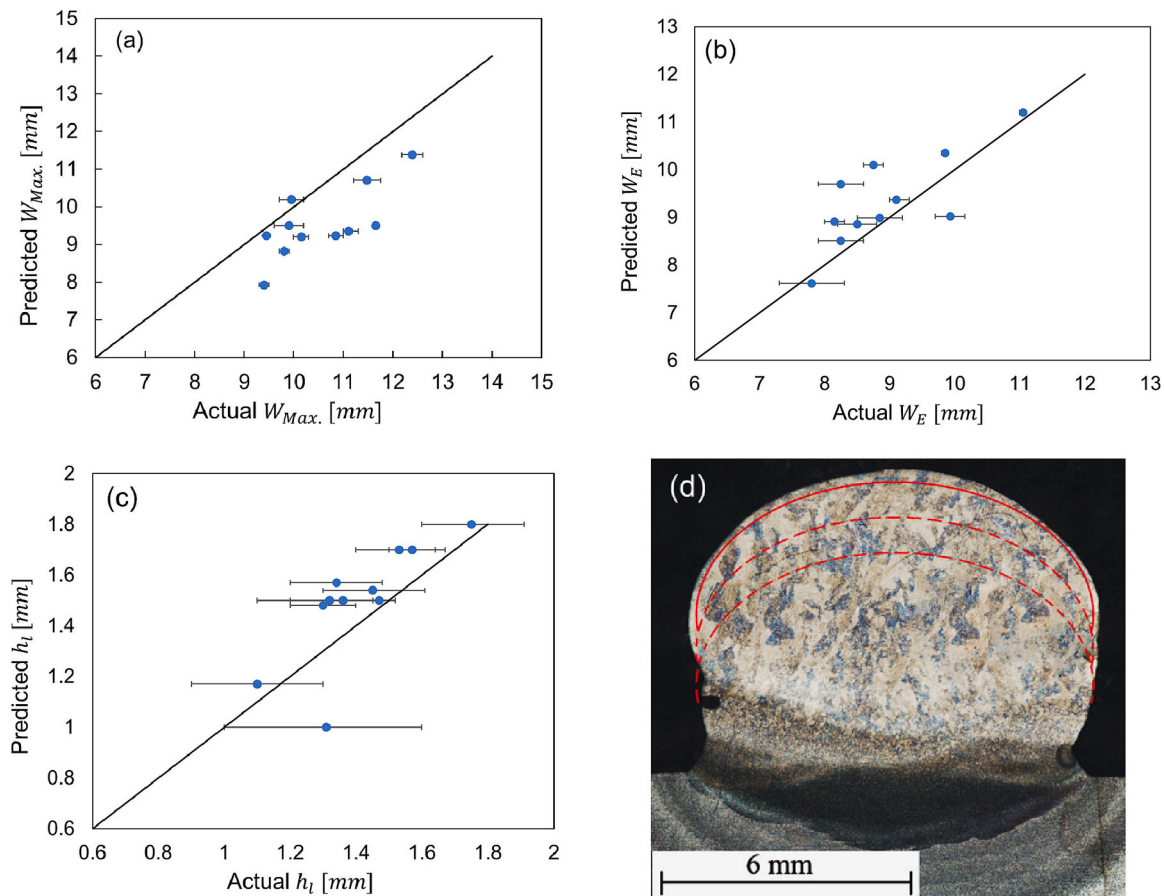 (a)
15
14
13
12
11
10
9
8
7
6
Predicted W_Max. [mm]
6 7 8 9 10 11 12 13 14 15
Actual W_Max. [mm]
(b)
13
12
11
10
9
8
7
6
Predicted W_E [mm]
6 7 8 9 10 11 12 13
Actual W_E [mm]
(c)
2
1.8
1.6
1.4
1.2
1
0.8
0.6
Predicted h_l [mm]
0.6 0.8 1 1.2 1.4 1.6 1.8 2
Actual h_l [mm]
(d)
6 mm